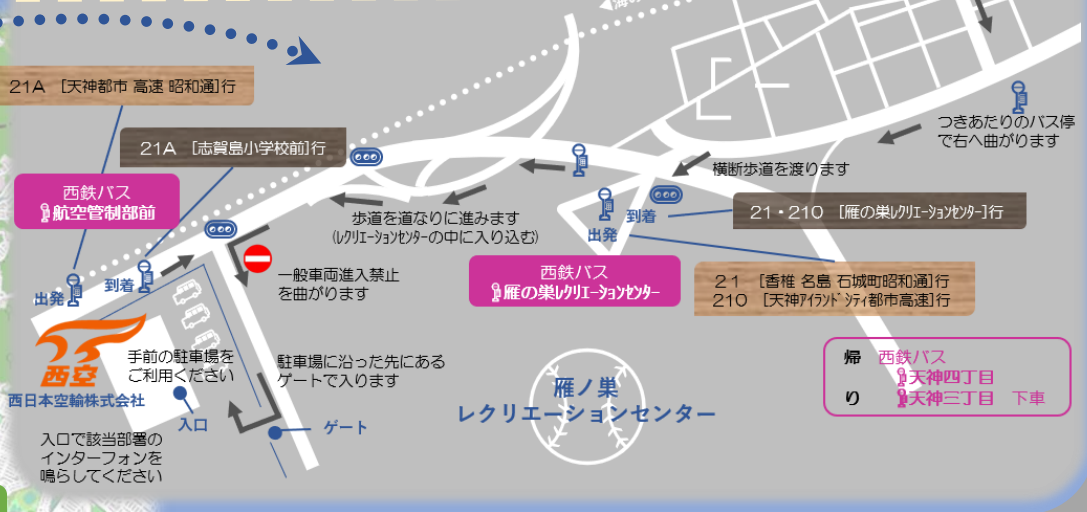 21A [天神都市 高速 昭和通]行
21A [志賀島小学校前]行
西鉄バス
航空管制部前
つきあたりのバス停
で右へ曲がります
横断歩道を渡ります
歩道を道なりに進みます
(レクリエーションセンターの中に入り込む)
到着
出発
21・210 [雁の巣レクリエーションセンター]行
西鉄バス
雁の巣レクリエーションセンター
21 [香椎 名島 石城町昭和通]行
210 [天神アイランドシティ都市高速]行
一般車両進入禁止
を曲がります
出発
到着
西空
西日本空輸株式会社
手前の駐車場を
ご利用ください
駐車場に沿った先にある
ゲートで入ります
入口
ゲート
入口で該当部署の
インターフォンを
鳴らしてください
雁ノ巣
レクリエーションセンター
帰り
西鉄バス
天神四丁目
天神三丁目 下車